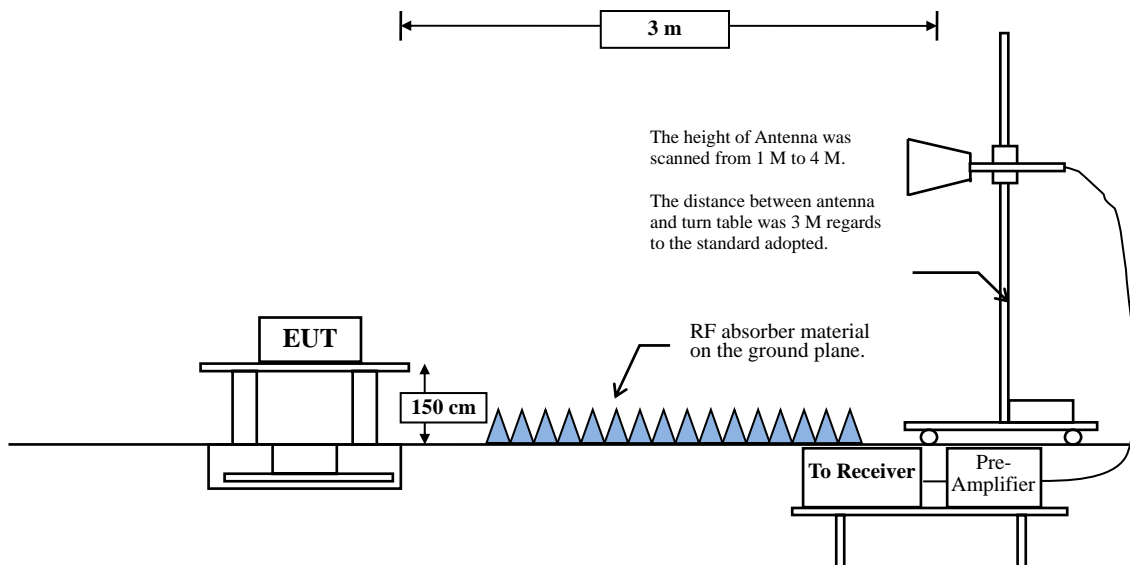 3 m
The height of Antenna was
scanned from 1 M to 4 M.
The distance between antenna
and turn table was 3 M regards
to the standard adopted.
EUT
RF absorber material
on the ground plane.
150 cm
To Receiver
Pre-
Amplifier